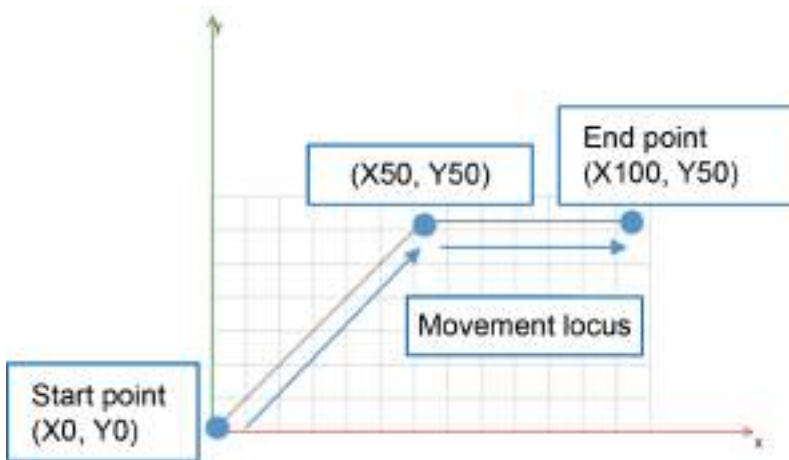 Y
(X50, Y50)
End point
(X100, Y50)
Movement locus
Start point
(X0, Y0)
x